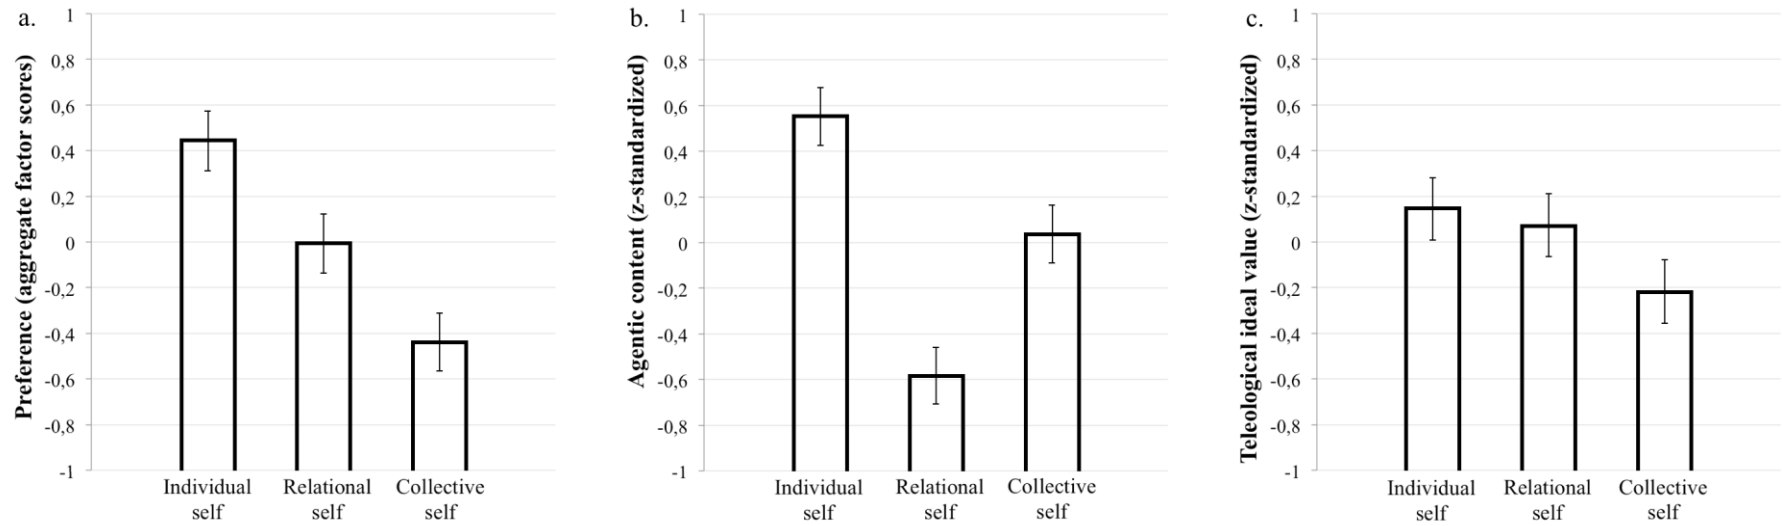 a.
Preference (aggregate factor scores)
1
0,8
0,6
0,4
0,2
0
-0,2
-0,4
-0,6
-0,8
-1
Individual self
Relational self
Collective self
b.
Agentic content (z-standardized)
1
0,8
0,6
0,4
0,2
0
-0,2
-0,4
-0,6
-0,8
-1
Individual self
Relational self
Collective self
c.
Teleological ideal value (z-standardized)
1
0,8
0,6
0,4
0,2
0
-0,2
-0,4
-0,6
-0,8
-1
Individual self
Relational self
Collective self